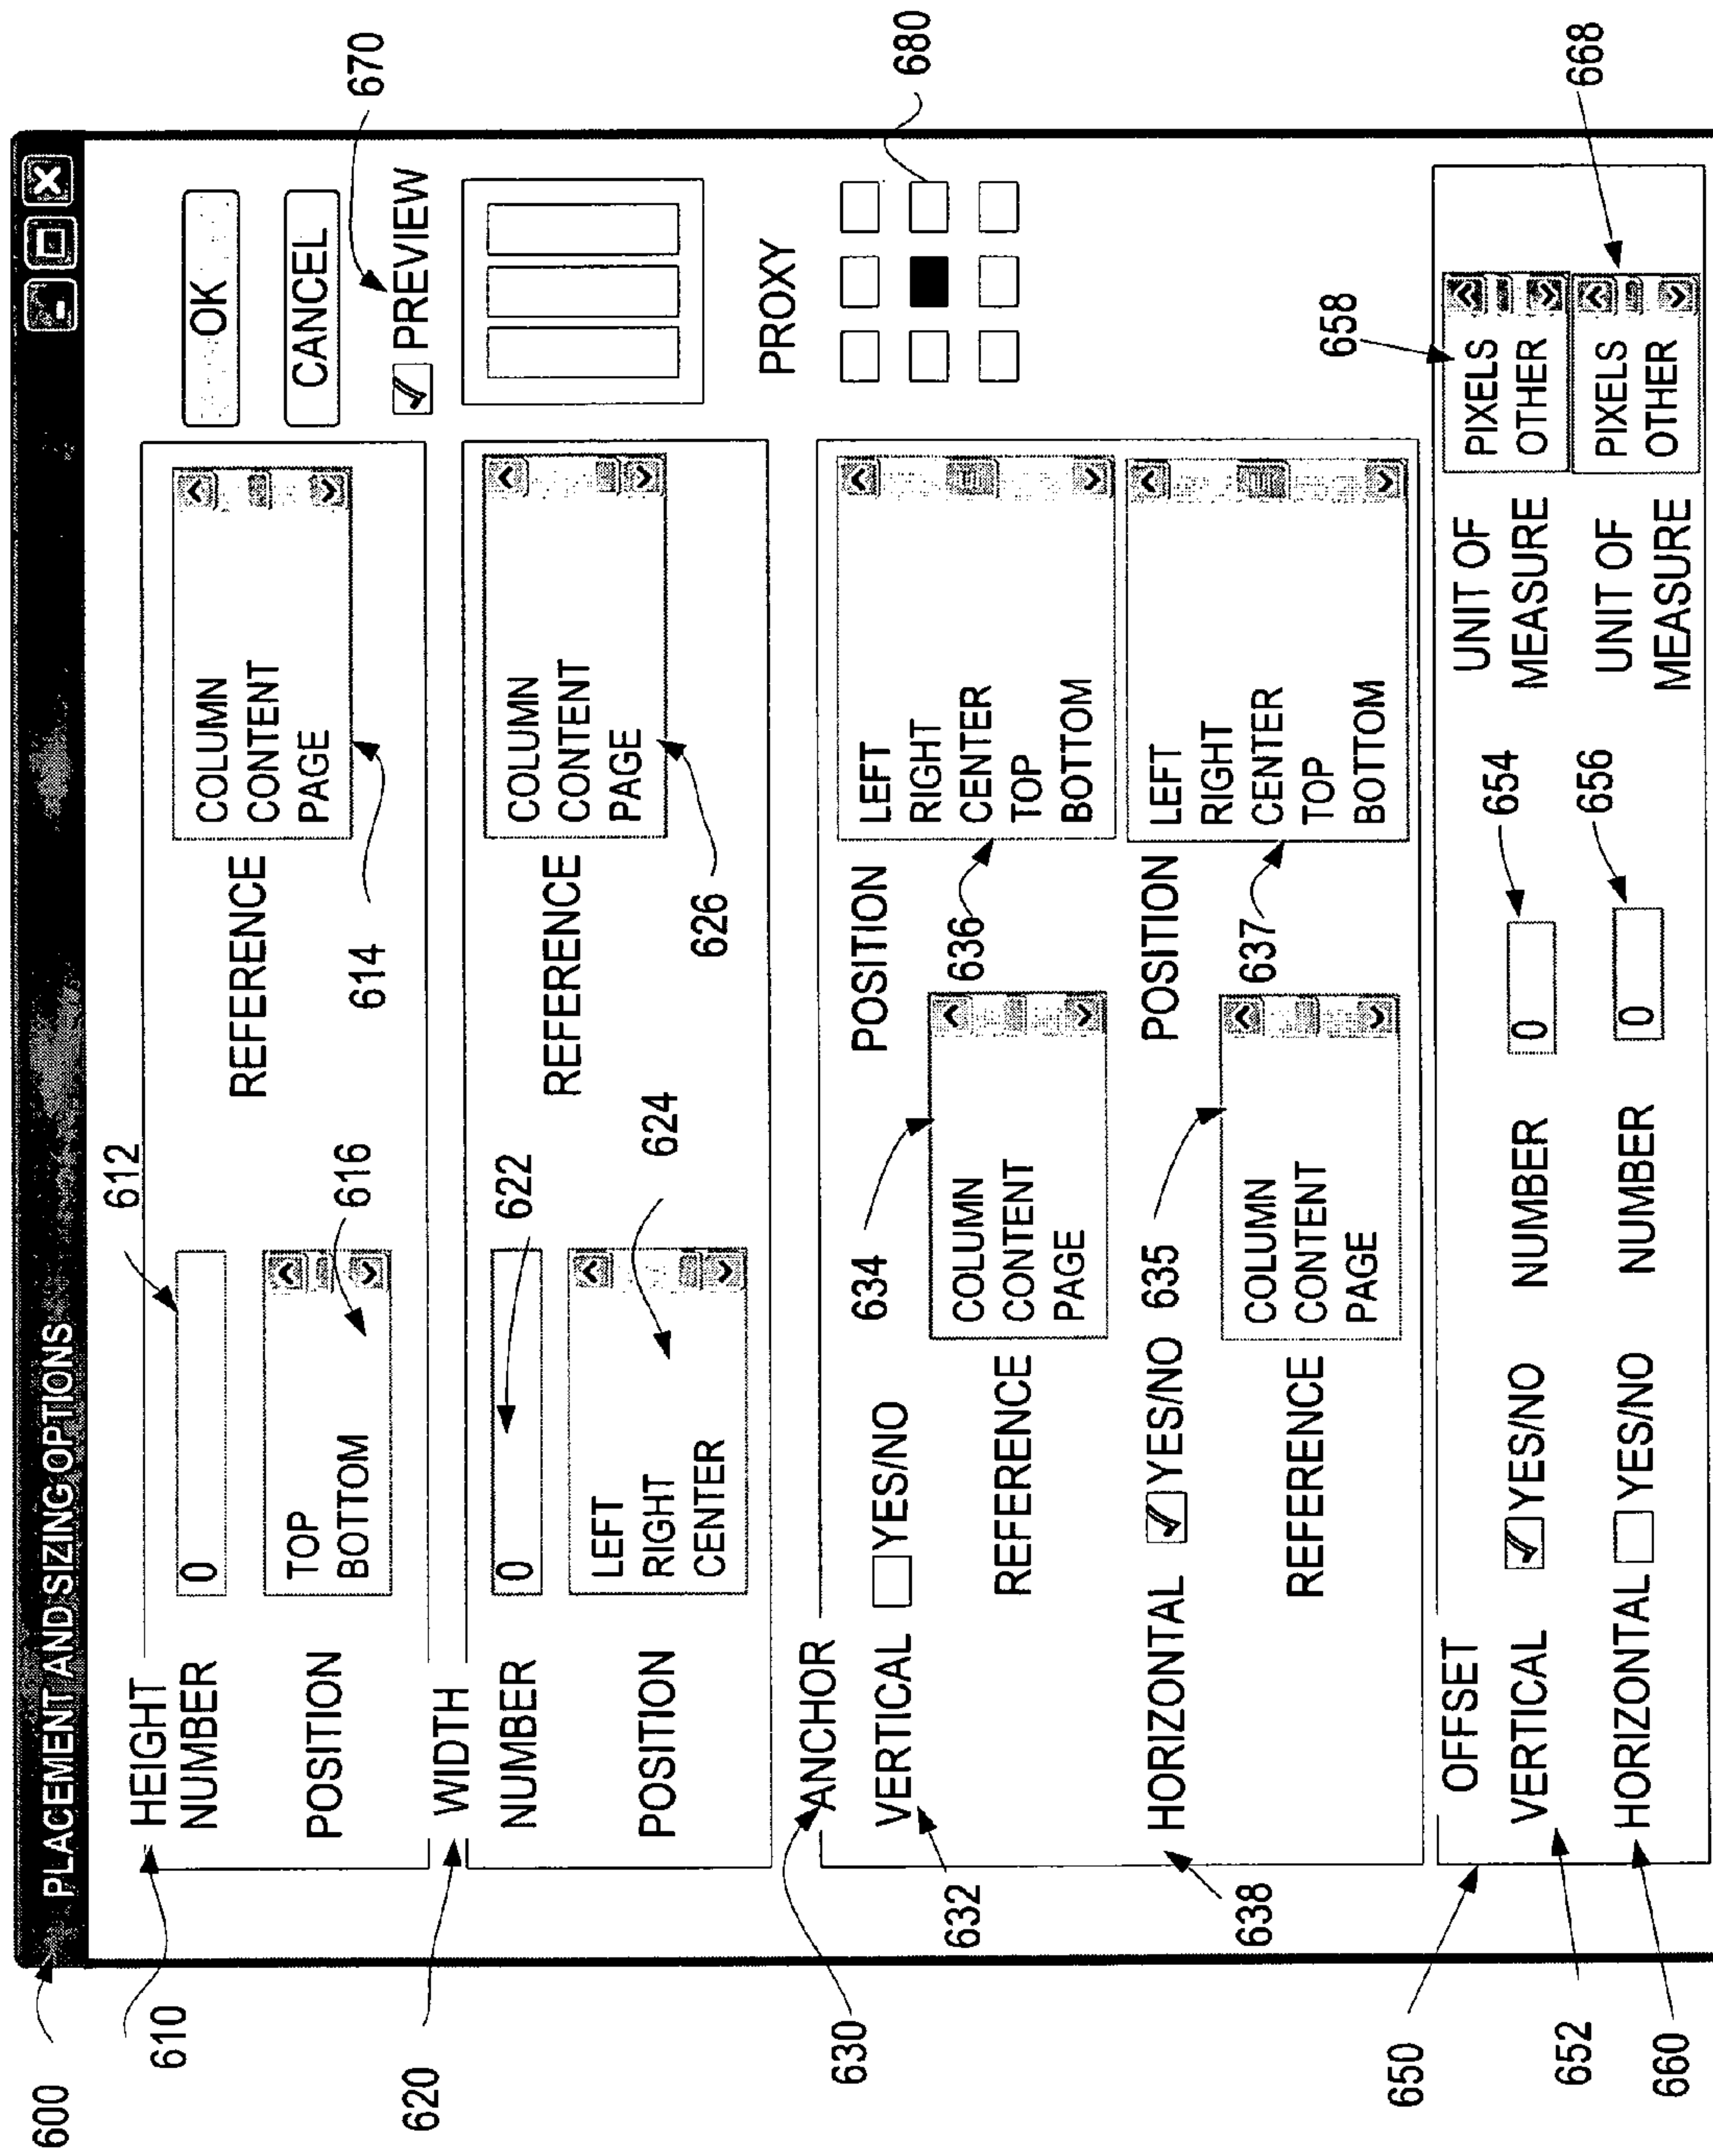 600
PLACEMENT AND SIZING OPTIONS
610
HEIGHT
612
NUMBER
0
POSITION
TOP
BOTTOM
616
REFERENCE
COLUMN
CONTENT
PAGE
614
OK
CANCEL
620
WIDTH
NUMBER
0
622
POSITION
LEFT
RIGHT
CENTER
624
REFERENCE
COLUMN
CONTENT
PAGE
626
PREVIEW
670
630
ANCHOR
VERTICAL
YES/NO
632
634
REFERENCE
COLUMN
CONTENT
PAGE
POSITION
LEFT
RIGHT
CENTER
TOP
BOTTOM
636
HORIZONTAL
YES/NO
638
635
REFERENCE
COLUMN
CONTENT
PAGE
POSITION
LEFT
RIGHT
CENTER
TOP
BOTTOM
637
PROXY
680
650
OFFSET
VERTICAL
YES/NO
NUMBER
0
654
UNIT OF
MEASURE
PIXELS
OTHER
658
652
HORIZONTAL
YES/NO
NUMBER
0
656
UNIT OF
MEASURE
PIXELS
OTHER
668
660